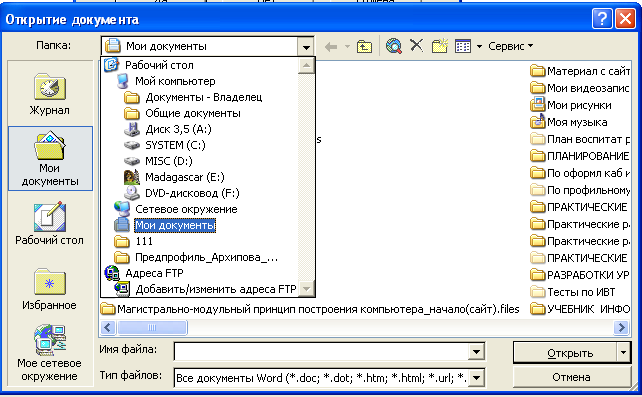 Открытие документа
Папка:
Мои документы
Сервис
Рабочий стол
Мой компьютер
Документы - Владелец
Общие документы
Диск 3,5 (A:)
SYSTEM (C:)
MISC (D:)
Madagascar (E:)
DVD-дисковод (F:)
Сетевое окружение
Мои документы
111
Предпрофиль_Архипова_...
Адреса FTP
Добавить/изменить адреса FTP
Магистрально-модульный принцип построения компьютера_начало(сайт).files
s
Материал с сайт
Мои видеозапис
Мои рисунки
Моя музыка
План воспитат р
ПЛАНИРОВАНИЕ
По оформл каб и
По профильному
ПРАКТИЧЕСКИЕ
Практические ра
Практические ра
ПРАКТИЧЕСКИЕ
РАЗРАБОТКИ УР
Тесты по ИВТ
УЧЕБНИК ИНФО
Журнал
Мои
документы
Рабочий стол
Избранное
Мое сетевое
окружение
Имя файла:
Открыть
Тип файлов:
Все документы Word (*.doc; *.dot; *.htm; *.html; *.url; *.
Отмена